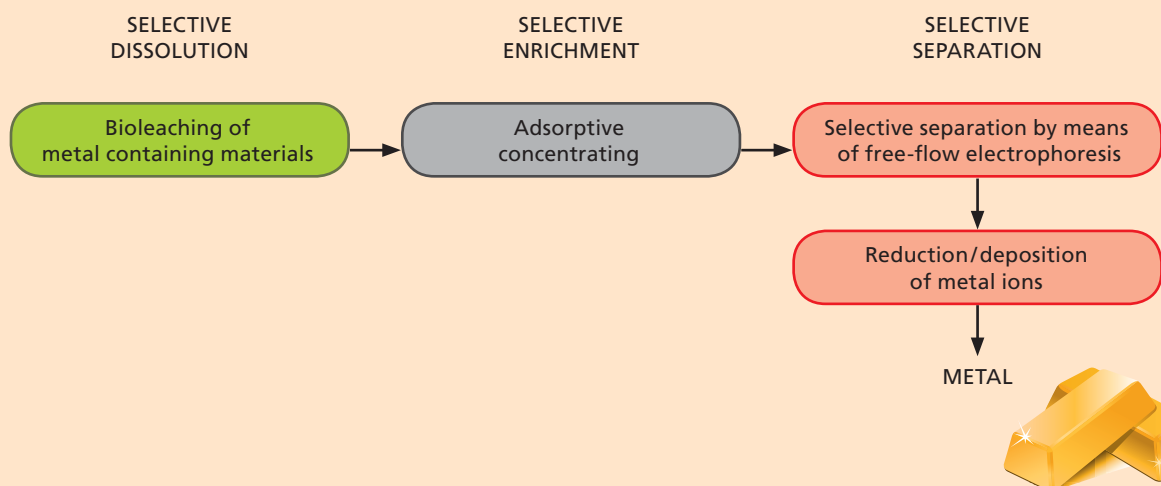 SELECTIVE
DISSOLUTION
SELECTIVE
ENRICHMENT
SELECTIVE
SEPARATION
Bioleaching of
metal containing materials
Adsorptive
concentrating
Selective separation by means
of free-flow electrophoresis
Reduction/deposition
of metal ions
METAL